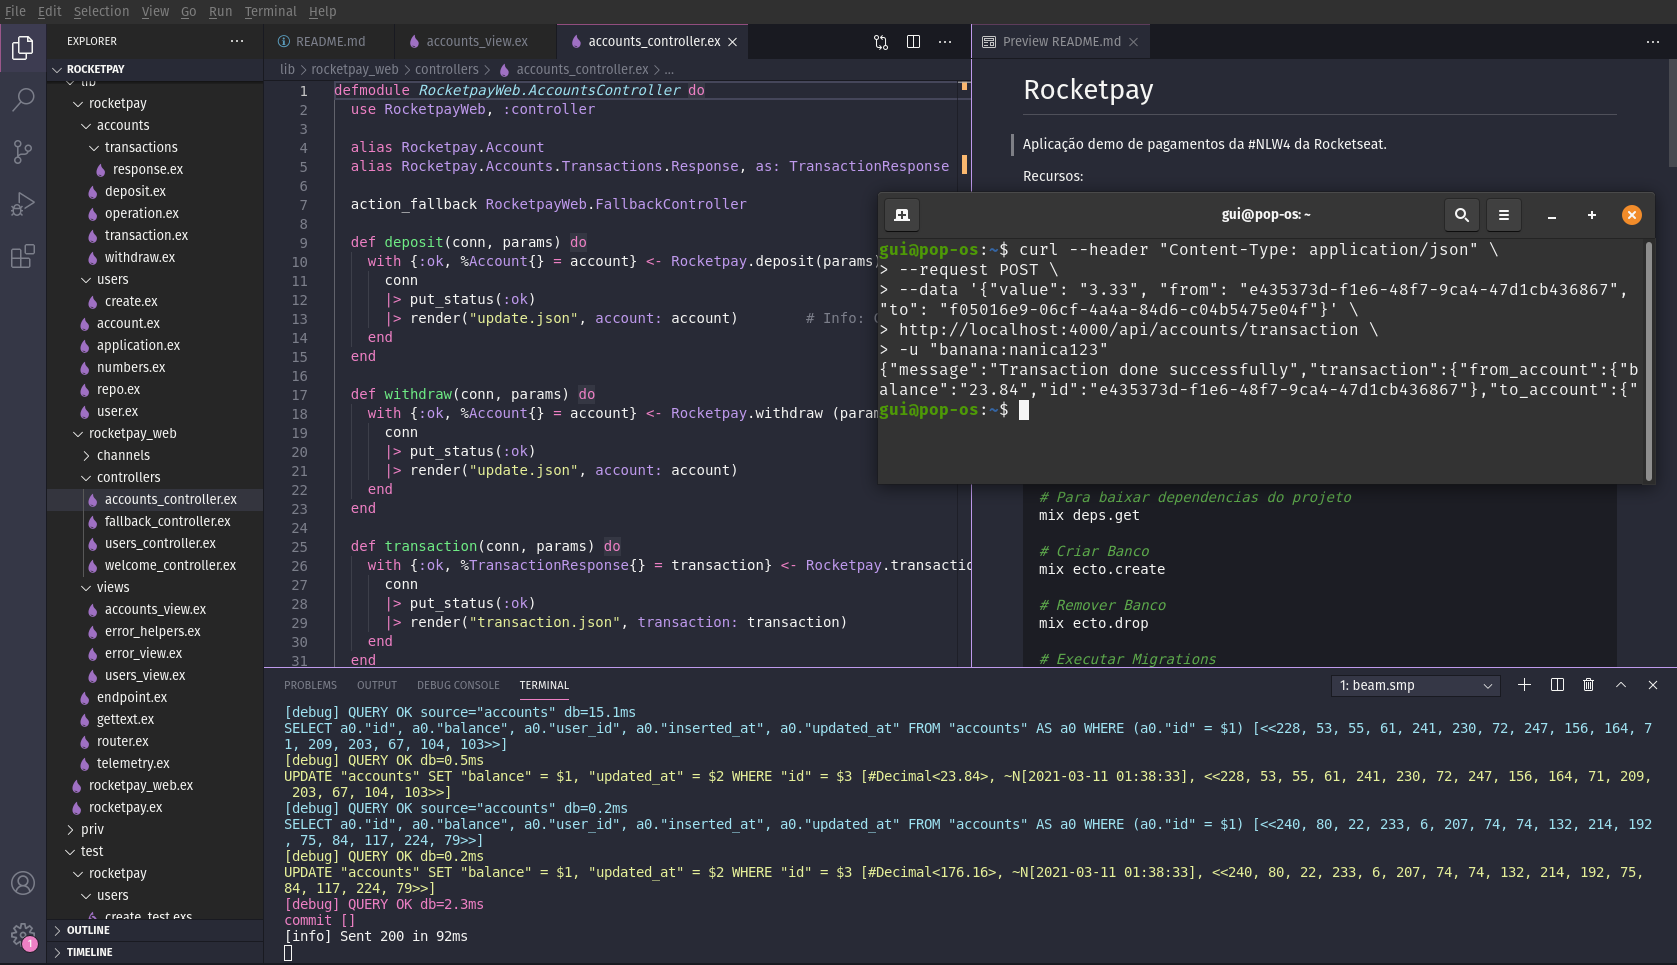 File Edit Selection View Go Run Terminal Help
EXPLORER
ROCKETPAY
lib
rocketpay
accounts
transactions
response.ex
deposit.ex
operation.ex
transaction.ex
withdraw.ex
users
create.ex
account.ex
application.ex
numbers.ex
repo.ex
user.ex
rocketpay_web
channels
controllers
accounts_controller.ex
fallback_controller.ex
users_controller.ex
welcome_controller.ex
views
accounts_view.ex
error_helpers.ex
error_view.ex
users_view.ex
endpoint.ex
gettext.ex
router.ex
telemetry.ex
rocketpay_web.ex
rocketpay.ex
priv
test
rocketpay
users
create_test.exs
OUTLINE
TIMELINE
1
README.md accounts_view.ex accounts_controller.ex
lib > rocketpay_web > controllers > accounts_controller.ex > ...
1 defmodule RocketpayWeb.AccountsController do
2 use RocketpayWeb, :controller
3
4 alias Rocketpay.Account
5 alias Rocketpay.Accounts.Transactions.Response, as: TransactionResponse
6
7 action_fallback RocketpayWeb.FallbackController
8
9 def deposit(conn, params) do
10 with {:ok, %Account{} = account} <- Rocketpay.deposit(params)
11 conn
12 |> put_status(:ok)
13 |> render("update.json", account: account) # Info:
14 end
15 end
16
17 def withdraw(conn, params) do
18 with {:ok, %Account{} = account} <- Rocketpay.withdraw (param
19 conn
20 |> put_status(:ok)
21 |> render("update.json", account: account)
22 end
23 end
24
25 def transaction(conn, params) do
26 with {:ok, %TransactionResponse{} = transaction} <- Rocketpay.transactio
27 conn
28 |> put_status(:ok)
29 |> render("transaction.json", transaction: transaction)
30 end
31 end
Preview README.md
Rocketpay
Aplicação demo de pagamentos da #NLW4 da Rocketseat.
Recursos:
gui@pop-os: ~
gui@pop-os:~$ curl --header "Content-Type: application/json" \
> --request POST \
> --data '{"value": "3.33", "from": "e435373d-f1e6-48f7-9ca4-47d1cb436867",
"to": "f05016e9-06cf-4a4a-84d6-c04b5475e04f"}' \
> http://localhost:4000/api/accounts/transaction \
> -u "banana:nanica123"
{"message":"Transaction done successfully","transaction":{"from_account":{"b
alance":"23.84","id":"e435373d-f1e6-48f7-9ca4-47d1cb436867"},"to_account":{"
gui@pop-os:~$
# Para baixar dependencias do projeto
mix deps.get
# Criar Banco
mix ecto.create
# Remover Banco
mix ecto.drop
# Executar Migrations
PROBLEMS OUTPUT DEBUG CONSOLE TERMINAL 1: beam.smp
[debug] QUERY OK source="accounts" db=15.1ms
SELECT a0."id", a0."balance", a0."user_id", a0."inserted_at", a0."updated_at" FROM "accounts" AS a0 WHERE (a0."id" = $1) [<<228, 53, 55, 61, 241, 230, 72, 247, 156, 164, 7
1, 209, 203, 67, 104, 103>>]
[debug] QUERY OK db=0.5ms
UPDATE "accounts" SET "balance" = $1, "updated_at" = $2 WHERE "id" = $3 [#Decimal<23.84>, ~N[2021-03-11 01:38:33], <<228, 53, 55, 61, 241, 230, 72, 247, 156, 164, 71, 209,
203, 67, 104, 103>>]
[debug] QUERY OK source="accounts" db=0.2ms
SELECT a0."id", a0."balance", a0."user_id", a0."inserted_at", a0."updated_at" FROM "accounts" AS a0 WHERE (a0."id" = $1) [<<240, 80, 22, 233, 6, 207, 74, 74, 132, 214, 192
, 75, 84, 117, 224, 79>>]
[debug] QUERY OK db=0.2ms
UPDATE "accounts" SET "balance" = $1, "updated_at" = $2 WHERE "id" = $3 [#Decimal<176.16>, ~N[2021-03-11 01:38:33], <<240, 80, 22, 233, 6, 207, 74, 74, 132, 214, 192, 75,
84, 117, 224, 79>>]
[debug] QUERY OK db=2.3ms
commit []
[info] Sent 200 in 92ms